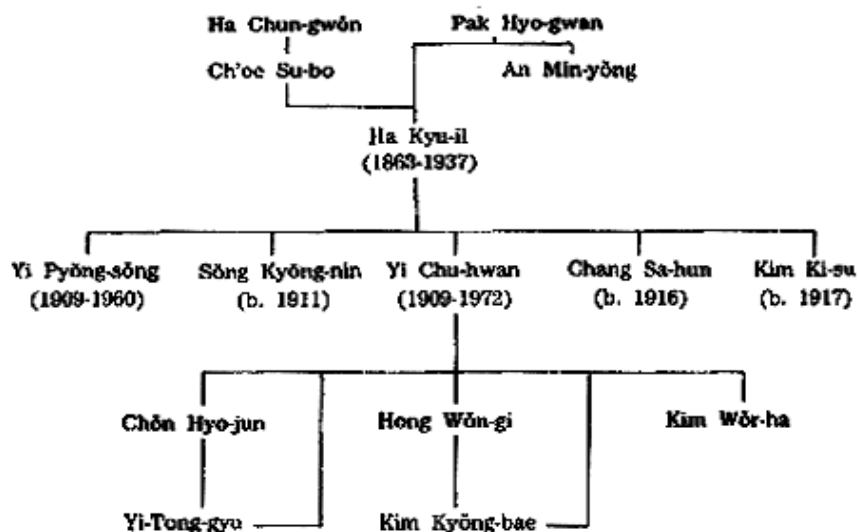 Ha Chun-gwŏn Pak Hyo-gwan
Ch'oe Su-bo An Min-yŏng
Ha Kyu-il
(1863-1937)
Yi Pyŏng-sŏng Sŏng Kyŏng-nin Yi Chu-hwan Chang Sa-hun Kim Ki-su
(1909-1960) (b. 1911) (1909-1972) (b. 1916) (b. 1917)
Chŏn Hyo-jun Hong Wŏn-gi Kim Wŏr-ha
Yi-Tong-gyu Kim Kyŏng-bae